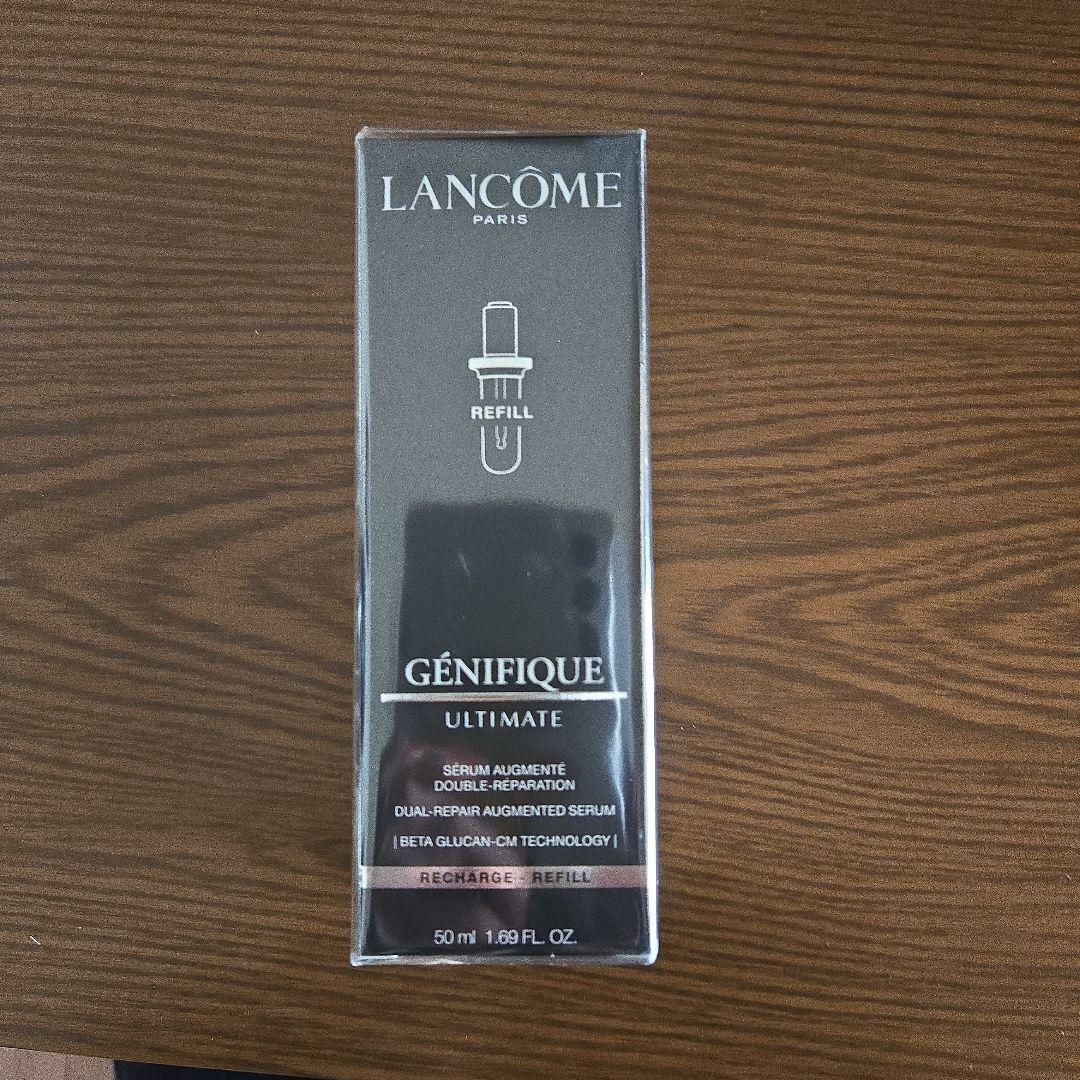 LANCÔME
PARIS
REFILL
GÉNIFIQUE
ULTIMATE
SÉRUM AUGMENTÉ
DOUBLE-RÉPARATION
DUAL-REPAIR AUGMENTED SERUM
| BETA GLUCAN-CM TECHNOLOGY |
RECHARGE - REFILL
50 ml 1.69 FL. OZ.